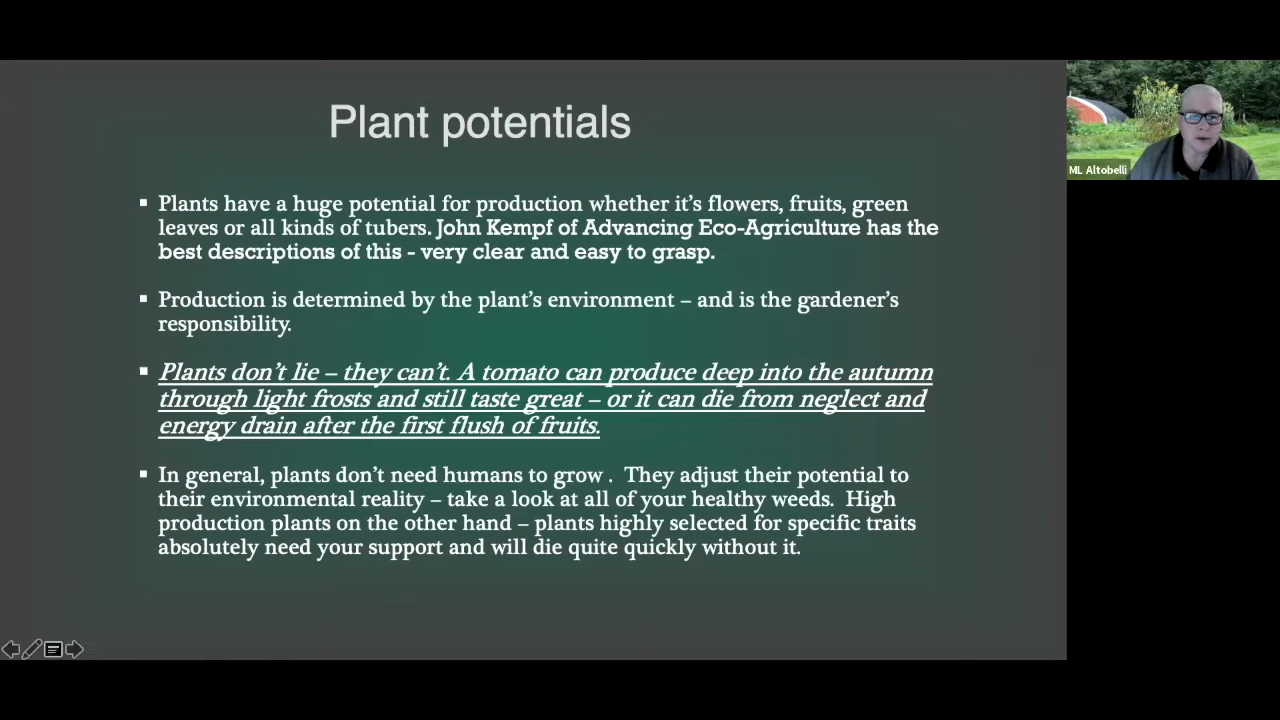 Plant potentials
Plants have a huge potential for production whether it's flowers, fruits, green
leaves or all kinds of tubers. John Kempf of Advancing Eco-Agriculture has the
best descriptions of this - very clear and easy to grasp.
Production is determined by the plant's environment – and is the gardener's
responsibility.
Plants don't lie – they can't. A tomato can produce deep into the autumn
through light frosts and still taste great – or it can die from neglect and
energy drain after the first flush of fruits.
In general, plants don't need humans to grow . They adjust their potential to
their environmental reality – take a look at all of your healthy weeds. High
production plants on the other hand – plants highly selected for specific traits
absolutely need your support and will die quite quickly without it.
ML Altobelli